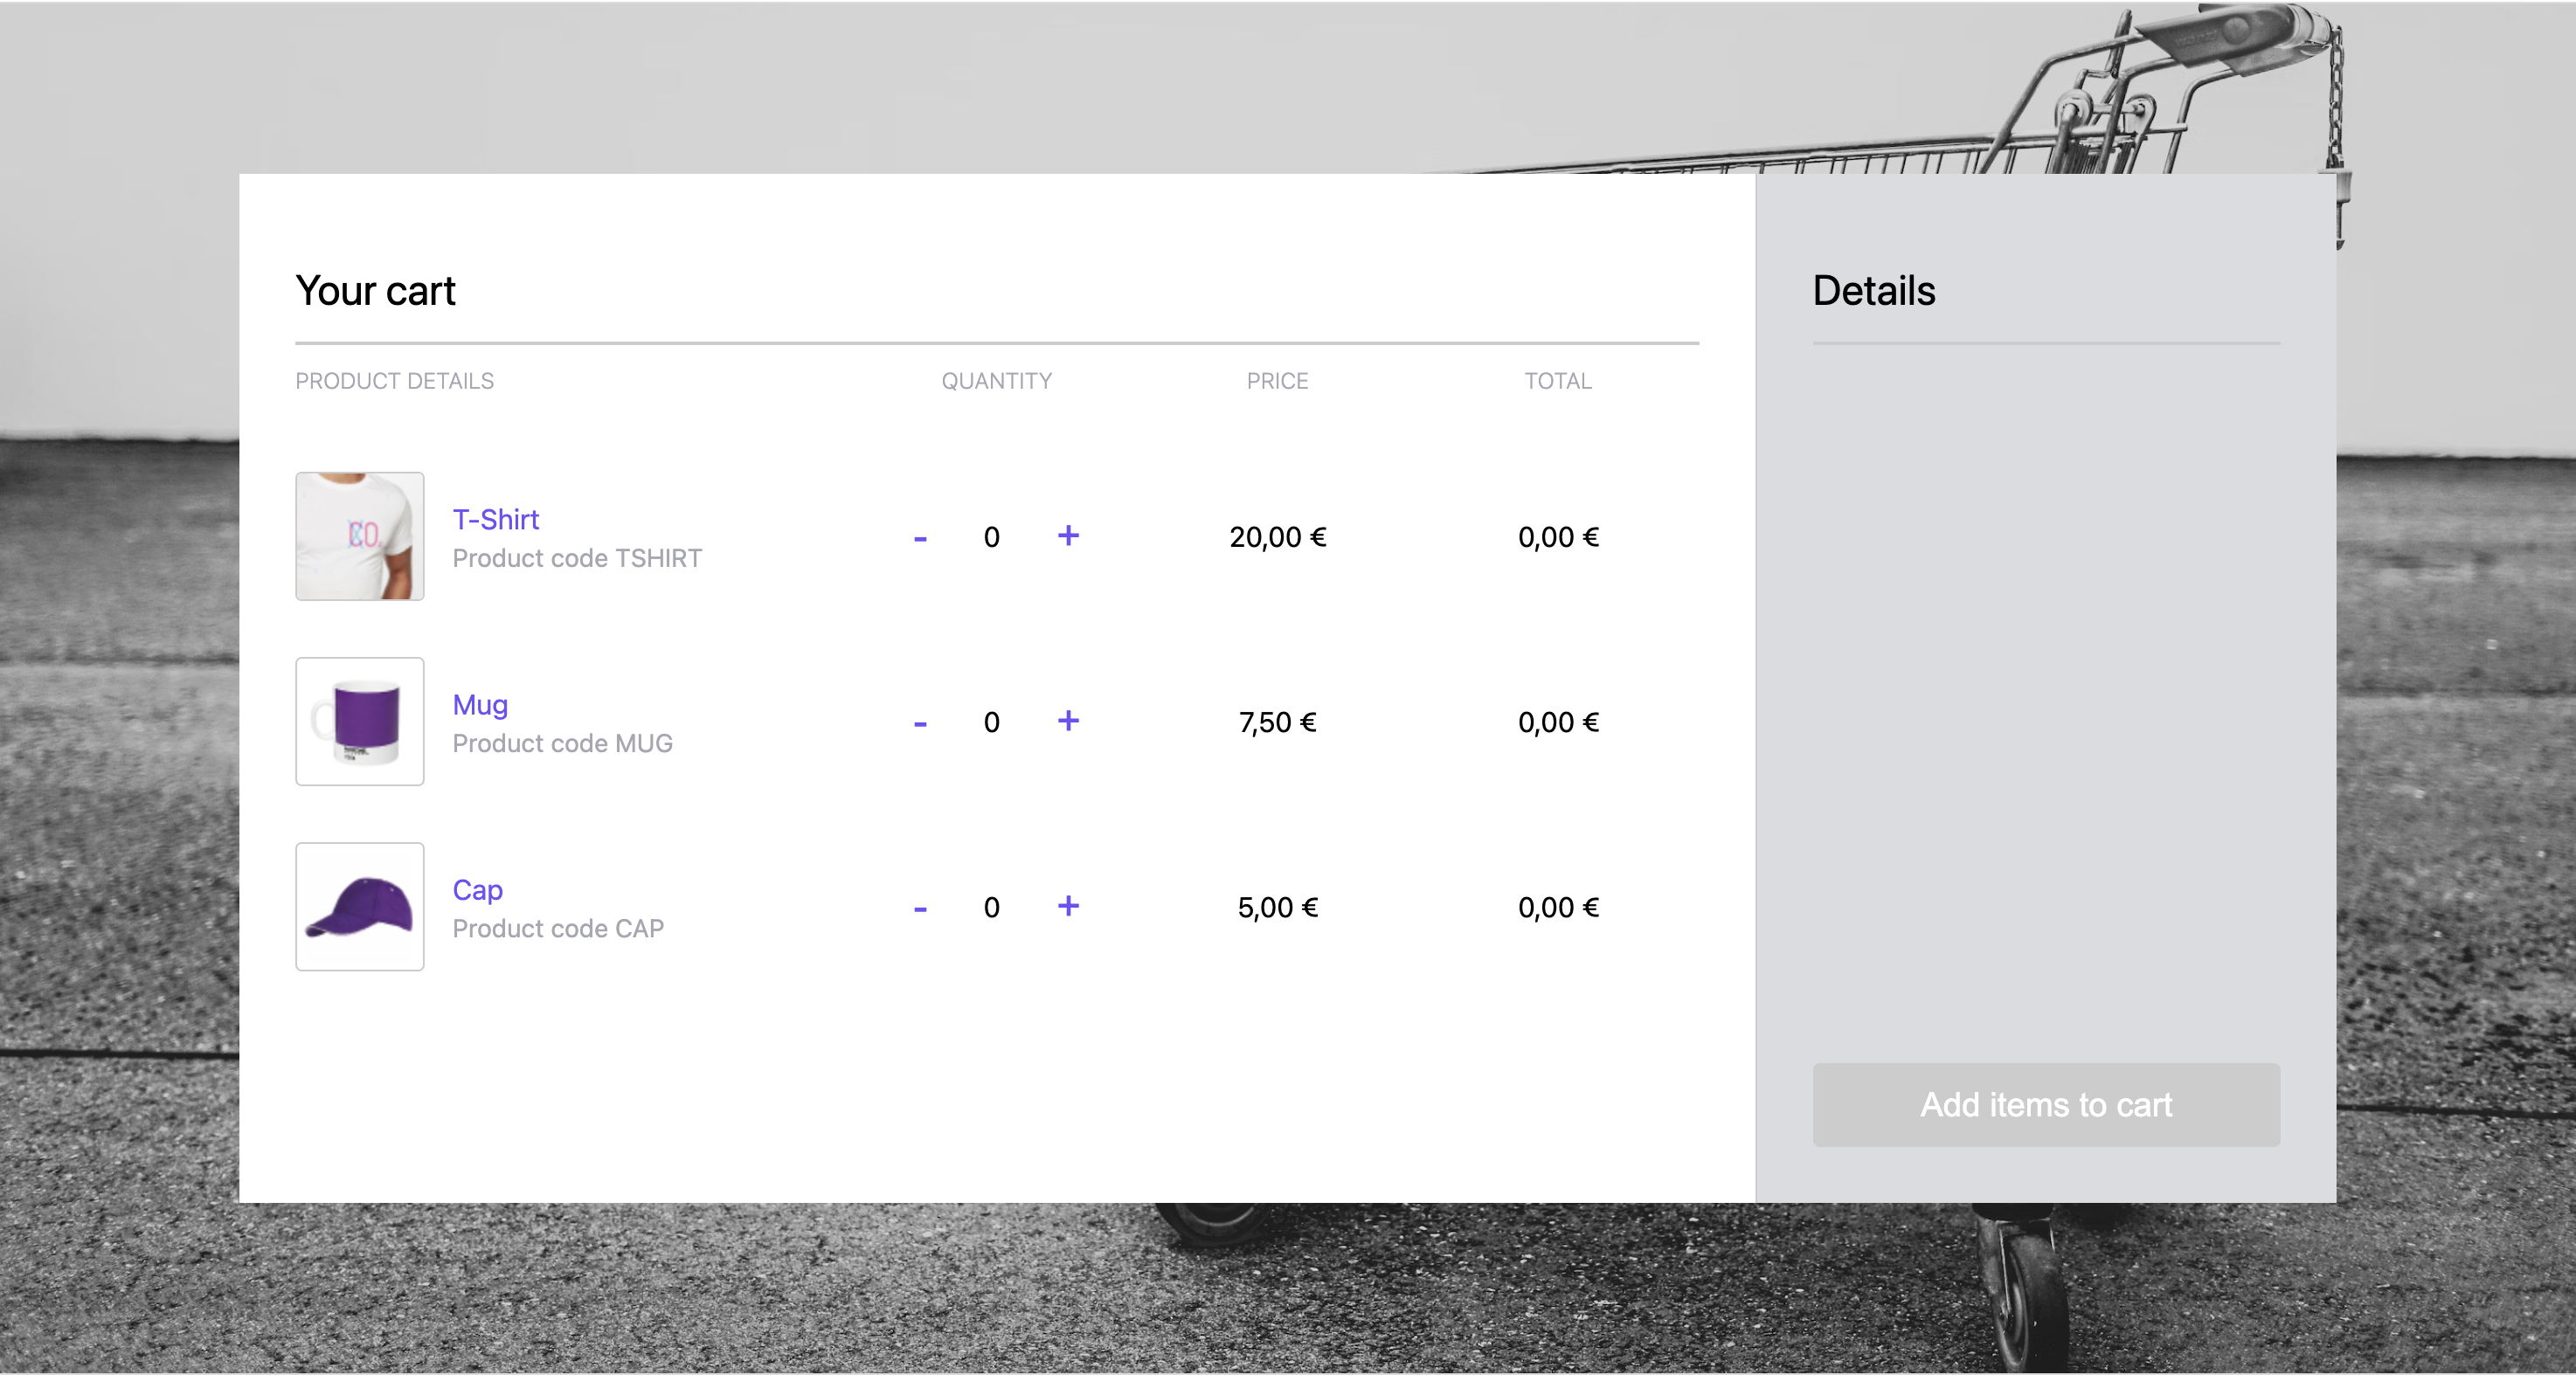 Your cart
Details
PRODUCT DETAILS QUANTITY PRICE TOTAL
T-Shirt
Product code TSHIRT
- 0 + 20,00 € 0,00 €
Mug
Product code MUG
- 0 + 7,50 € 0,00 €
Cap
Product code CAP
- 0 + 5,00 € 0,00 €
Add items to cart